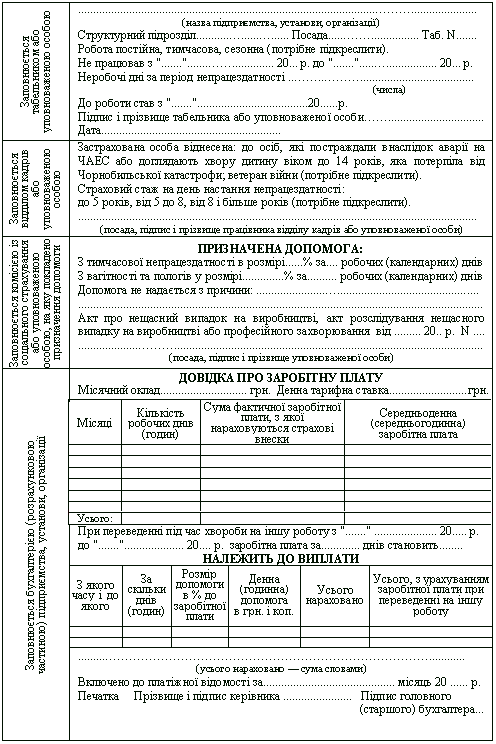 Заповнюється
табельником або
уповноваженою особою
.......................................................................................................................
(назва підприємства, установи, організації)
Структурний підрозділ............................ Посада........................... Таб. N.......
Робота постійна, тимчасова, сезонна (потрібне підкреслити).
Не працював з "......."........................... 20... р. до "......".......................... 20... р.
Неробочі дні за період непрацездатності ..........................................................
(числа)
До роботи став з "......."....................................20......р.
Підпис і прізвище табельника або уповноваженої особи..................................
Дата...........................................................
Заповнюється
відділом кадрів
або
уповноваженою
особою
Застрахована особа віднесена: до осіб, які постраждали внаслідок аварії на
ЧАЕС або доглядають хвору дитину віком до 14 років, яка потерпіла від
Чорнобильської катастрофи, ветеран війни (потрібне підкреслити).
Страховий стаж на день настання непрацездатності:
до 5 років, від 5 до 8, від 8 і більше років (потрібне підкреслити).
.......................................................................................................................
(посада, підпис і прізвище працівника відділу кадрів або уповноваженої особи)
Заповнюється комісією із
соціального страхування
або уповноваженою
особою, на яку покладено
призначення допомоги
ПРИЗНАЧЕНА ДОПОМОГА:
З тимчасової непрацездатності в розмірі.....% за.... робочих (календарних) днів
З вагітності та пологів у розмірі.............% за........ робочих (календарних) днів
Допомога не надається з причини: ....................................................................
.......................................................................................................................
Акт про нещасний випадок на виробництві, акт розслідування нещасного
випадку на виробництві або професійного захворювання від ......... 20.. р. N ....
.......................................................................................................................
(посада, підпис і прізвище уповноваженої особи)
Заповнюється бухгалтерією (розрахунковою
частиною) підприємства, установи, організації
ДОВІДКА ПРО ЗАРОБІТНУ ПЛАТУ
Місячний оклад............................ грн. Денна тарифна ставка..........................грн.
Місяці
Кількість
робочих днів
(годин)
Сума фактичної заробітної
плати, з якої
нараховуються страхові
внески
Середньоденна
(середньогодинна)
заробітна плата
Усього:
При переведенні під час хвороби на іншу роботу з "......." ..................... 20..... р.
до "......."..................... 20.... р. заробітна плата за............ днів становить........
НАЛЕЖИТЬ ДО ВИПЛАТИ
З якого
часу і до
якого
За
скільки
днів
(годин)
Розмір
допомоги
в % до
заробітної
плати
Денна
(годинна)
допомога
в грн. і коп.
Усього
нараховано
Усього, з урахуванням
заробітної плати при
переведенні на іншу
роботу
.......................................................................................................................
(усього нараховано — сума словами)
Включено до платіжної відомості за........................................... місяць 20 ...... р.
Печатка Прізвище і підпис керівника ....................... Підпис головного
(старшого) бухгалтера...